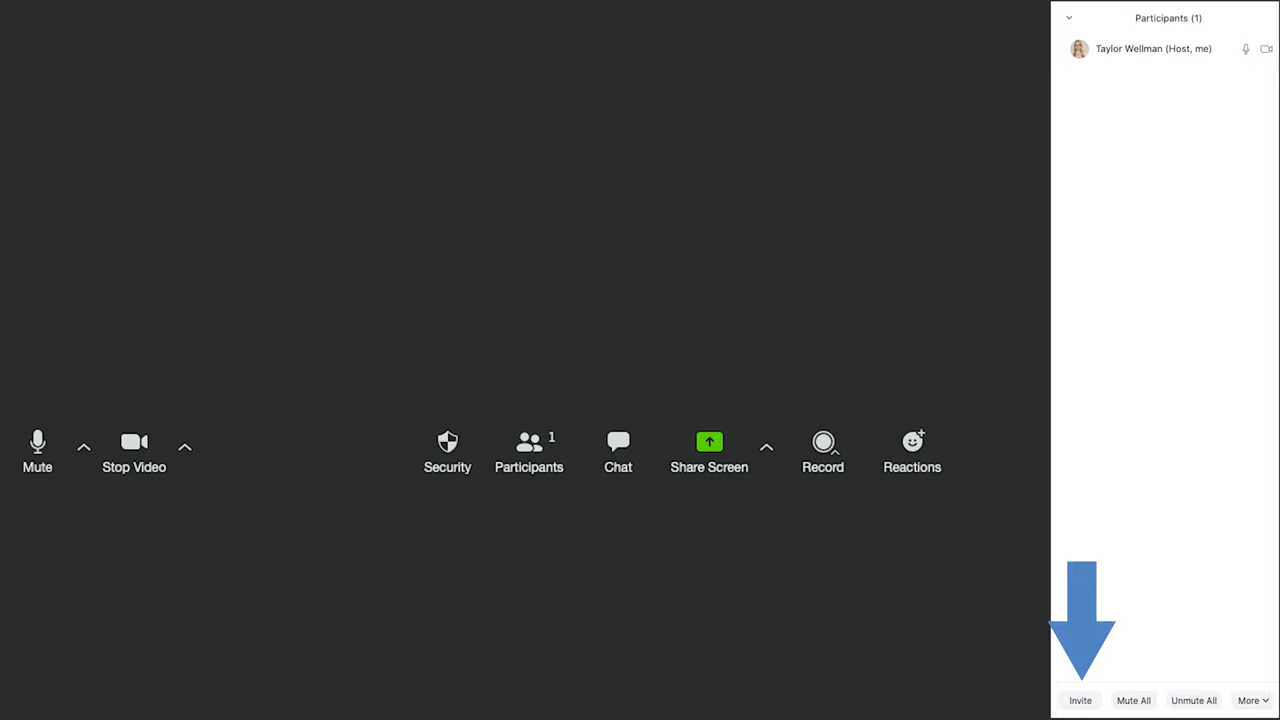 Participants (1)
Taylor Wellman (Host, me)
1
Mute
Stop Video
Security
Participants
Chat
Share Screen
Record
Reactions
Invite
Mute All
Unmute All
More